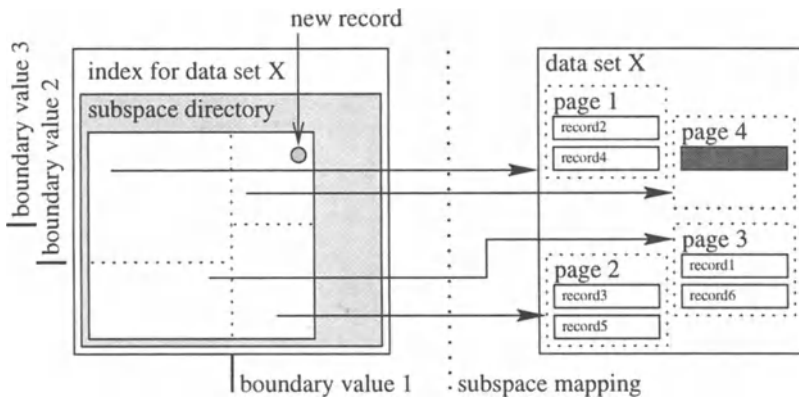 new record
boundary value 3
boundary value 2
index for data set X
subspace directory
data set X
page 1
record2
record4
page 4
page 3
record1
record6
page 2
record3
record5
boundary value 1
subspace mapping